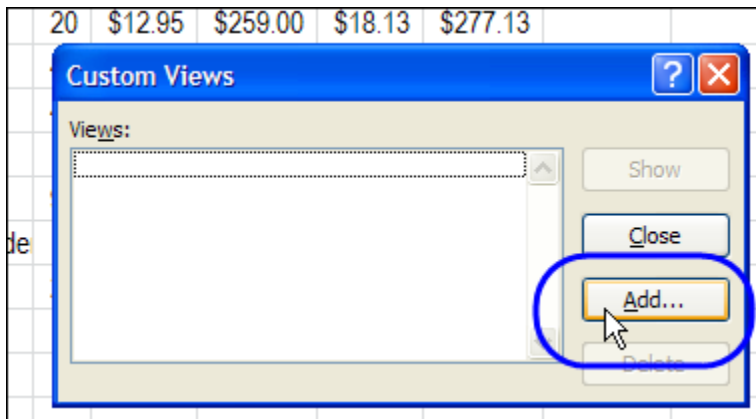 20 $12.95 $259.00 $18.13 $277.13
Custom Views
Views:
Show
de
Close
Add...
Delete